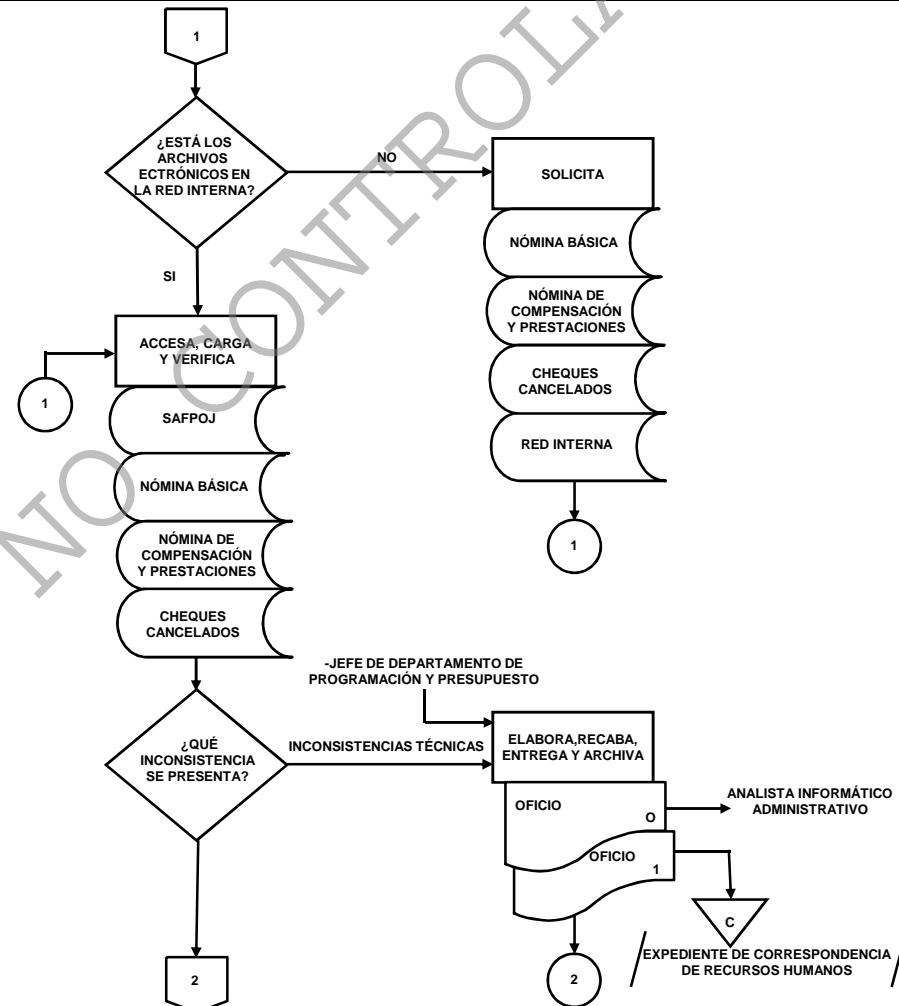 1
¿ESTÁ LOS
ARCHIVOS
ECTRÓNICOS EN
LA RED INTERNA?
NO
SOLICITA
NÓMINA BÁSICA
NÓMINA DE
COMPENSACIÓN
Y PRESTACIONES
CHEQUES
CANCELADOS
RED INTERNA
1
SI
ACCESA, CARGA
Y VERIFICA
1
SAFPOJ
NÓMINA BÁSICA
NÓMINA DE
COMPENSACIÓN
Y PRESTACIONES
CHEQUES
CANCELADOS
¿QUÉ
INCONSISTENCIA
SE PRESENTA?
INCONSISTENCIAS TÉCNICAS
-JEFE DE DEPARTAMENTO DE
PROGRAMACIÓN Y PRESUPUESTO
ELABORA,RECABA,
ENTREGA Y ARCHIVA
OFICIO
O
ANALISTA INFORMÁTICO
ADMINISTRATIVO
OFICIO
1
C
EXPEDIENTE DE CORRESPONDENCIA
DE RECURSOS HUMANOS
2
2
NO CONTROLA